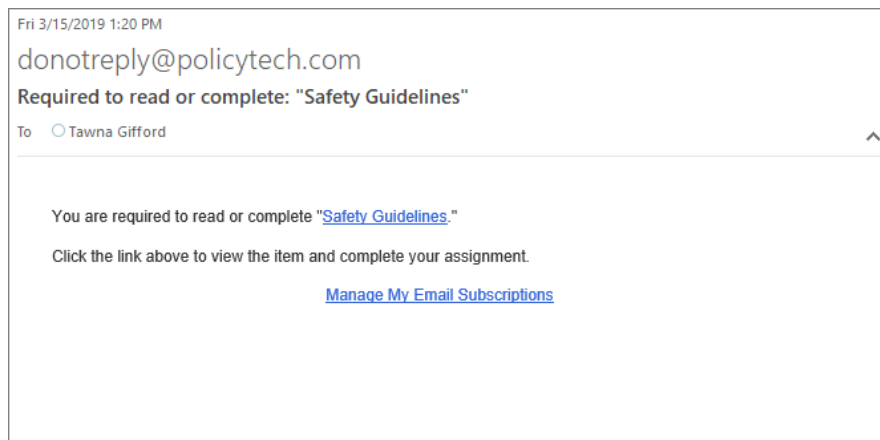 Fri 3/15/2019 1:20 PM
donotreply@policytech.com
Required to read or complete: "Safety Guidelines"
To Tawna Gifford
You are required to read or complete "Safety Guidelines."
Click the link above to view the item and complete your assignment.
Manage My Email Subscriptions